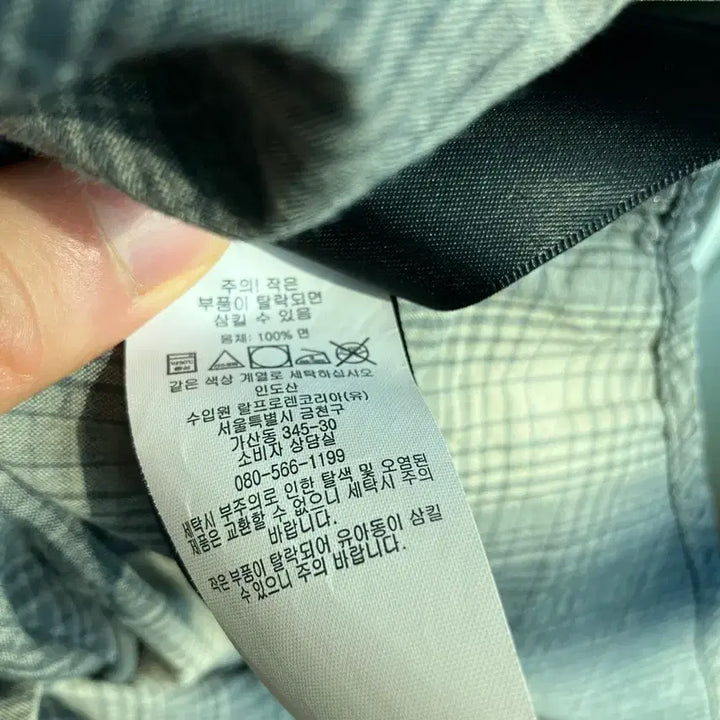 주의! 작은
부품이 탈락되면
삼킬 수 있음
몸체: 100% 면
같은 색상 계열로 세탁하십시오
인도산
수입원 랄프로렌코리아(유)
서울특별시 금천구
가산동 345-30
소비자 상담실
080-566-1199
세탁시 부주의로 인한 탈색 및 오염된
제품은 교환할 수 없으니 세탁시 주의
바랍니다.
작은 부품이 탈락되어 유아동이 삼킬
수 있으니 주의 바랍니다.